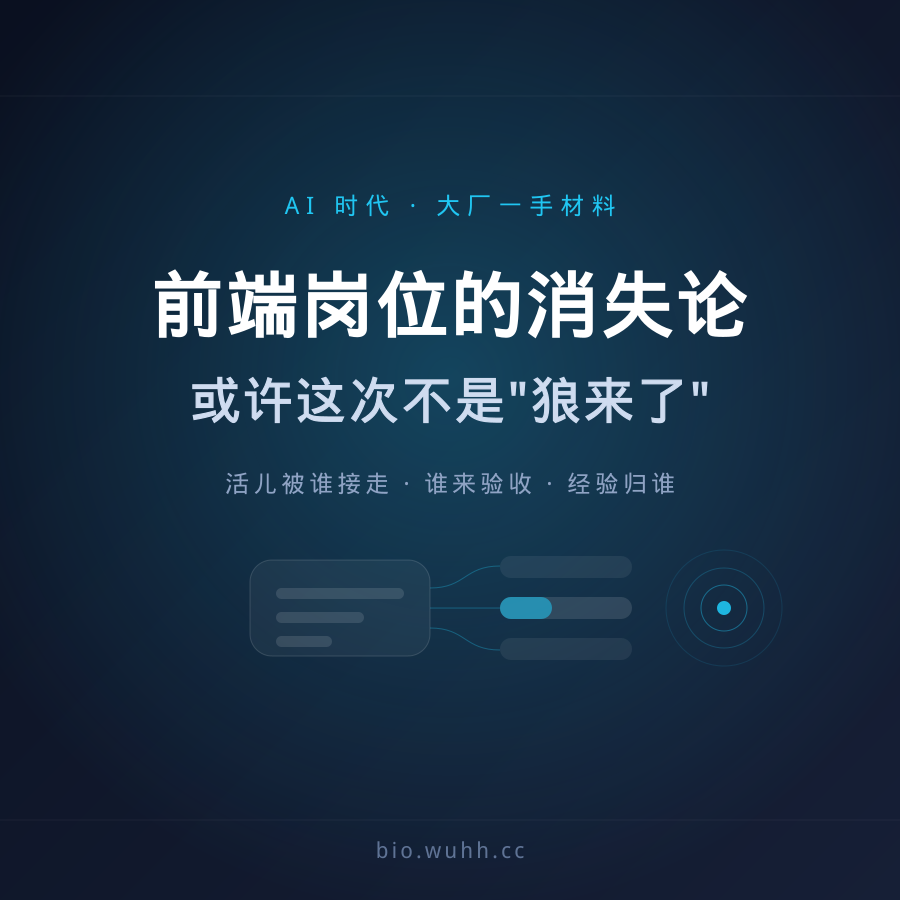 AI 时代 · 大厂一手材料
前端岗位的消失论
或许这次不是"狼来了"
活儿被谁接走 · 谁来验收 · 经验归谁
bio.wuhh.cc